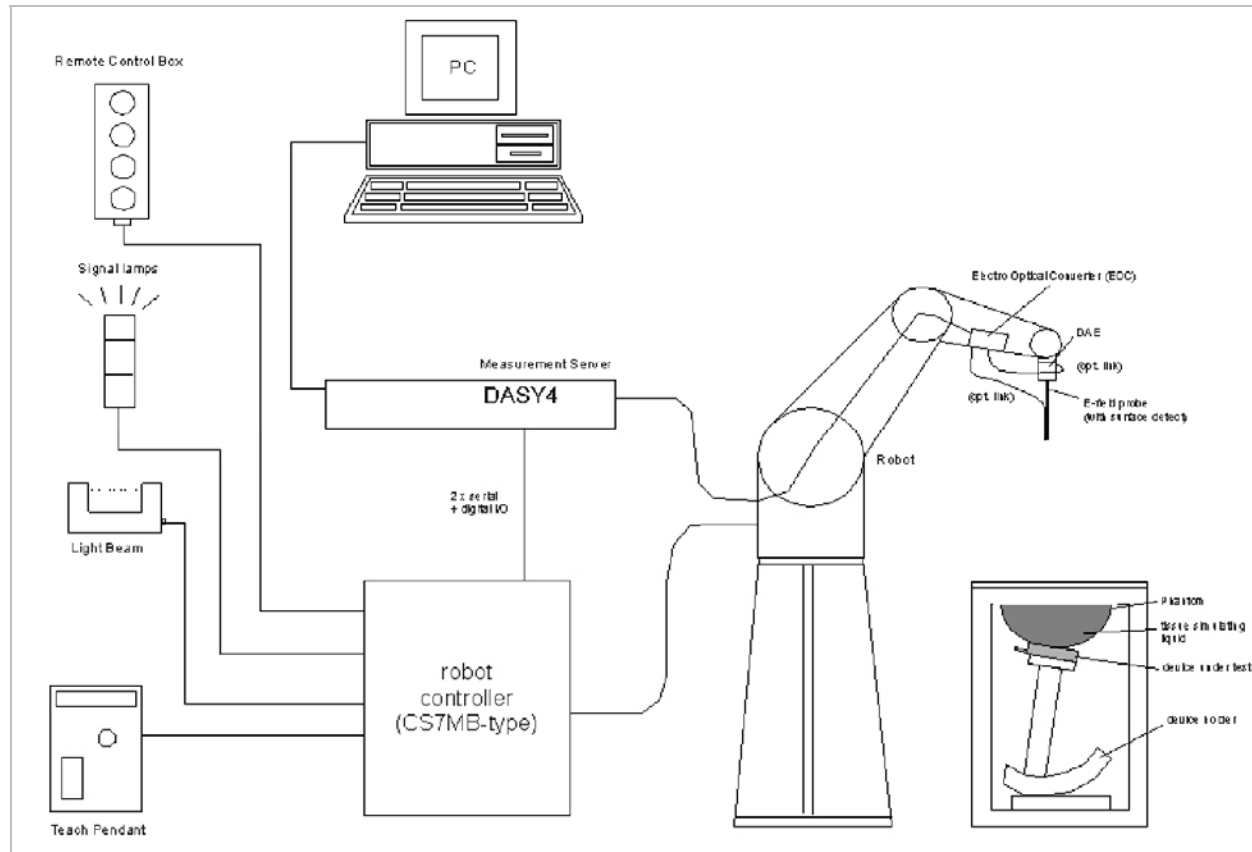 Remote Control Box
PC
Signal lamps
Electro Optical Converter (EOC)
DAE
(opt. link)
(opt. link)
E-field probe
(with surface detect)
Measurement Server
DASY4
Robot
2 x serial
+ digital I/O
Light Beam
Phantom
tissue simulating
liquid
device under test
device holder
robot
controller
(CS7MB-type)
Teach Pendant